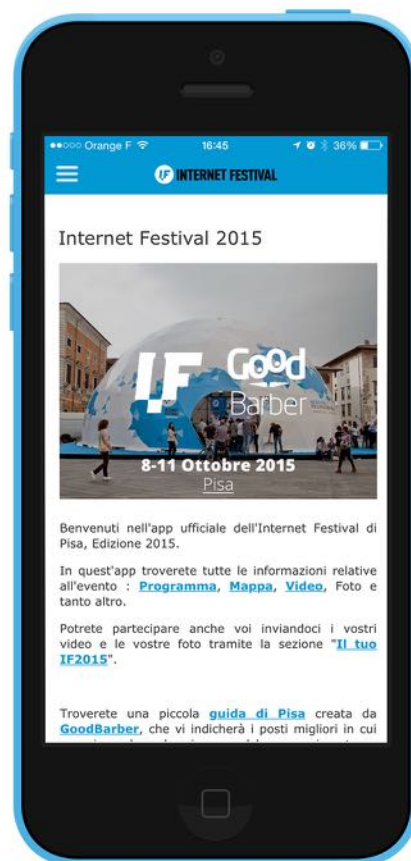 Orange F 16:45 36%
I.F INTERNET FESTIVAL
Internet Festival 2015
I.F Good
Barber
8-11 Ottobre 2015
Pisa
Benvenuti nell'app ufficiale dell'Internet Festival di
Pisa, Edizione 2015.
In quest'app troverete tutte le informazioni relative
all'evento : Programma, Mappa, Video, Foto e
tanto altro.
Potrete partecipare anche voi inviandoci i vostri
video e le vostre foto tramite la sezione "Il tuo
IF2015".
Troverete una piccola guida di Pisa creata da
GoodBarber, che vi indicherà i posti migliori in cui